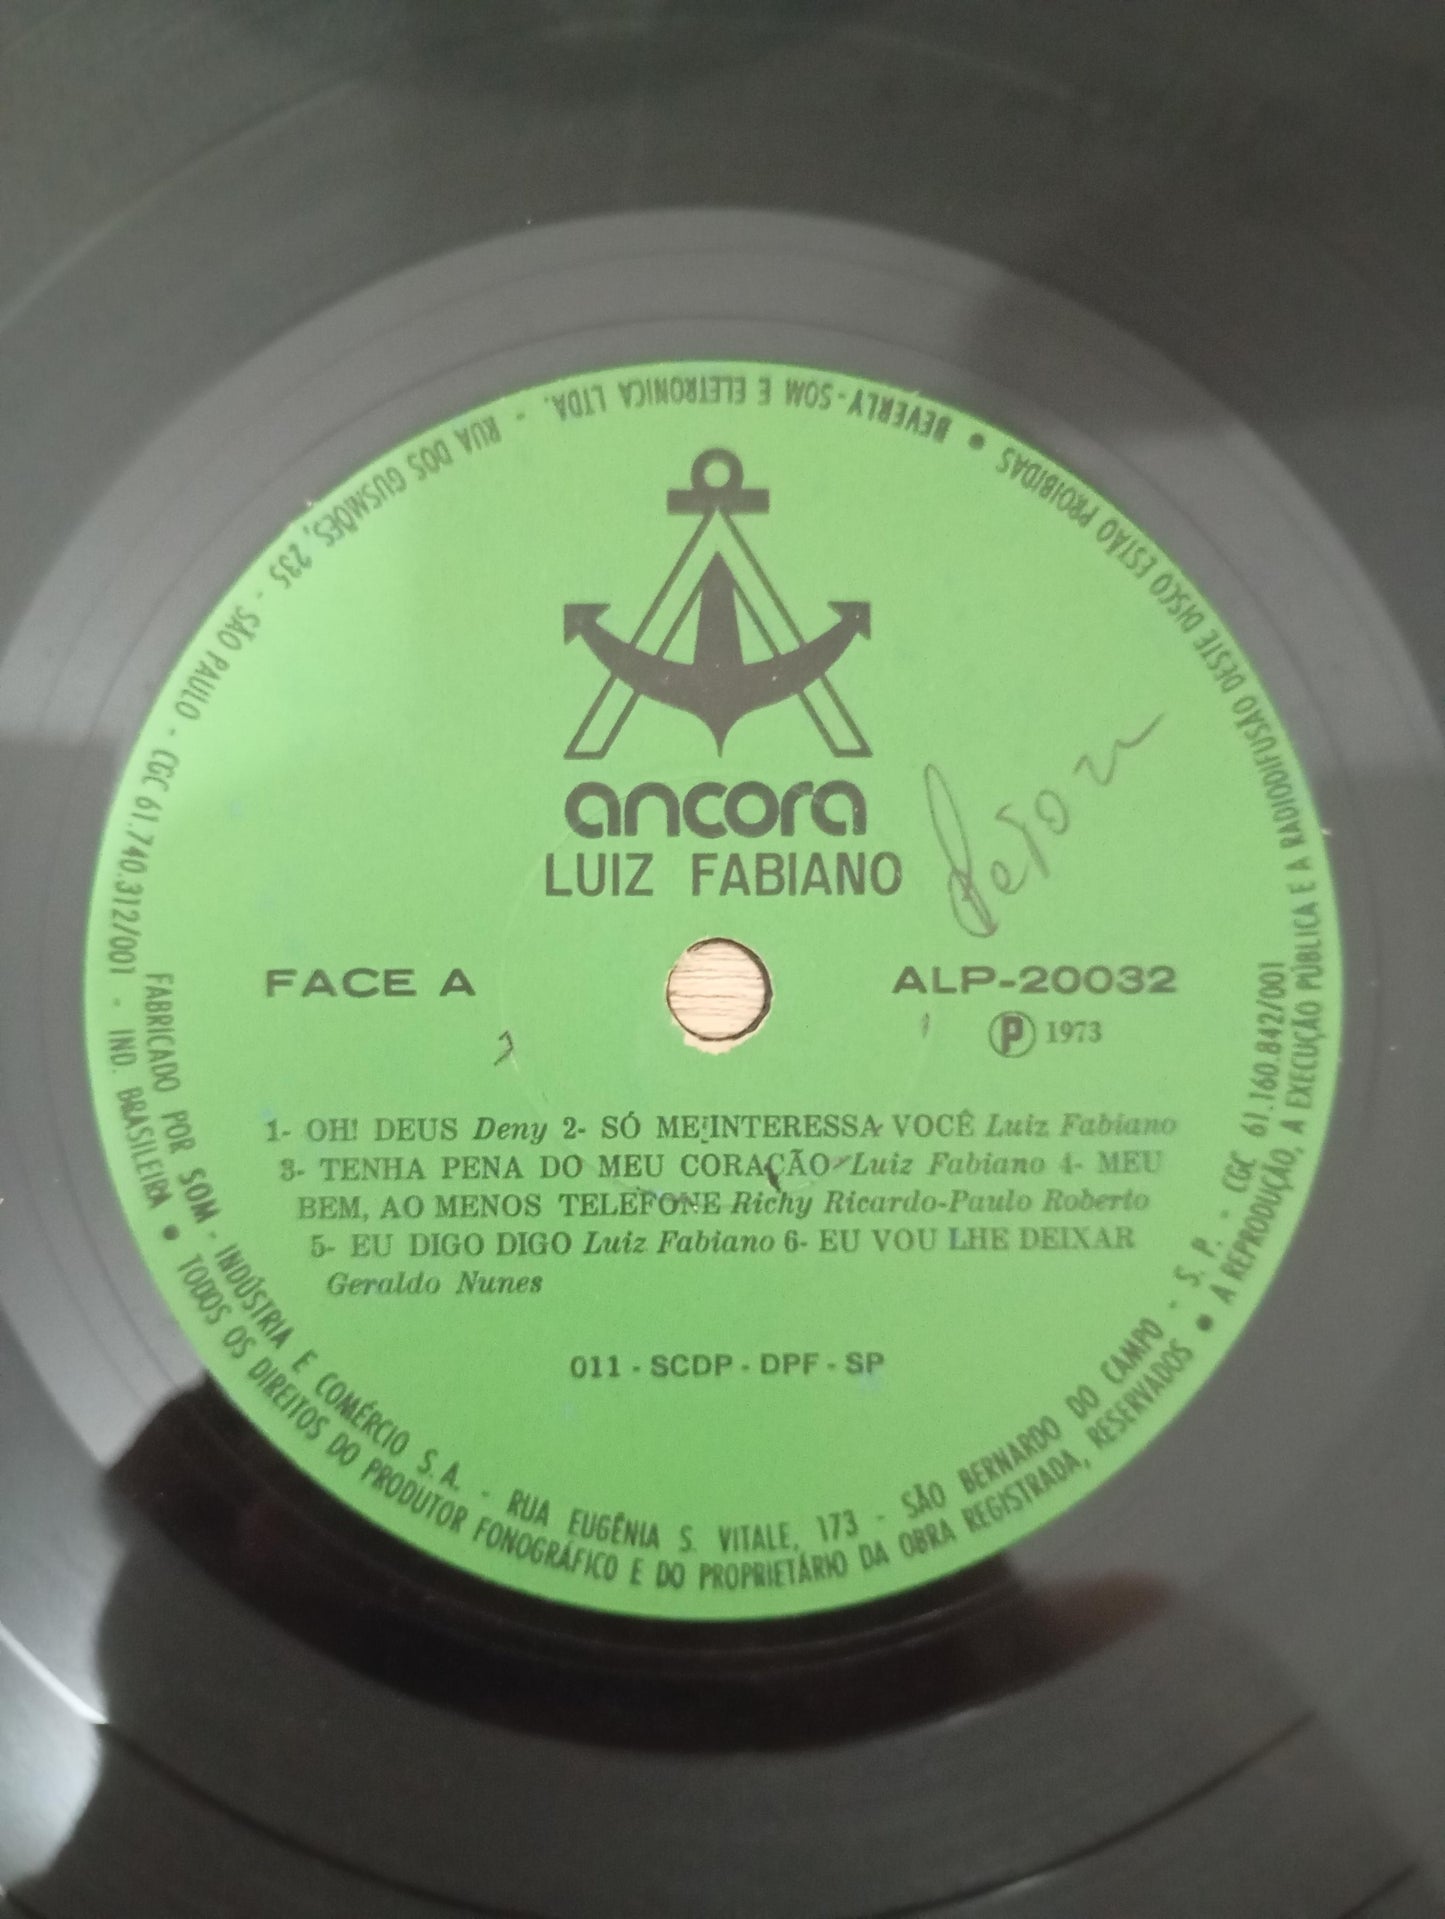 ancora
LUIZ FABIANO
FACE A
ALP-20032
Ⓟ 1973
1- OH! DEUS Deny 2- SÓ ME INTERESSA VOCÊ Luiz Fabiano
3- TENHA PENA DO MEU CORAÇÃO Luiz Fabiano 4- MEU
BEM, AO MENOS TELEFONE Richy Ricardo-Paulo Roberto
5- EU DIGO DIGO Luiz Fabiano 6- EU VOU LHE DEIXAR
Geraldo Nunes
011 - SCDP - DPF - SP
FABRICADO POR SOM - INDÚSTRIA E COMÉRCIO S.A. - RUA EUGÊNIA S. VITALE, 173 - SÃO BERNARDO DO CAMPO - S. P. - CGC 61.160.842/001
BEVERLY-SOM E ELETRONICA LTDA. - RUA DOS GUSMÕES, 235 - SÃO PAULO - CGC 61.740.312/001 - IND. BRASILEIRA • TODOS OS DIREITOS DO PRODUTOR FONOGRÁFICO E DO PROPRIETÁRIO DA OBRA REGISTRADA, RESERVADOS • A REPRODUÇÃO, A EXECUÇÃO PÚBLICA E A RADIODIFUSÃO DESTE DISCO ESTÃO PROIBIDAS •